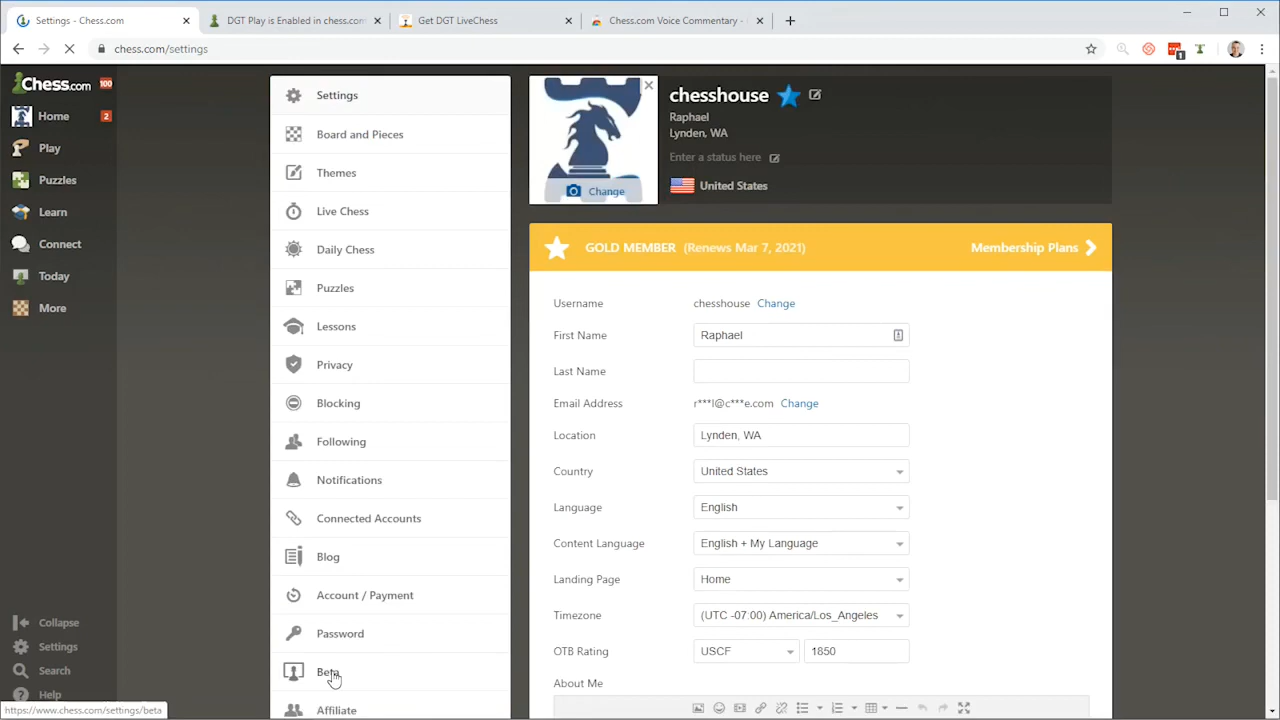 Settings - Chess.com
DGT Play is Enabled in chess.com
Get DGT LiveChess
Chess.com Voice Commentary -
chess.com/settings
1
Chess.com 100
Home 2
Play
Puzzles
Learn
Connect
Today
More
Collapse
Settings
Search
Help
https://www.chess.com/settings/beta
Settings
Board and Pieces
Themes
Live Chess
Daily Chess
Puzzles
Lessons
Privacy
Blocking
Following
Notifications
Connected Accounts
Blog
Account / Payment
Password
Beta
Affiliate
Change
chesshouse
Raphael
Lynden, WA
Enter a status here
United States
GOLD MEMBER (Renews Mar 7, 2021) Membership Plans
Username chesshouse Change
First Name Raphael
Last Name
Email Address r***l@c***e.com Change
Location Lynden, WA
Country United States
Language English
Content Language English + My Language
Landing Page Home
Timezone (UTC -07:00) America/Los_Angeles
OTB Rating USCF 1850
About Me